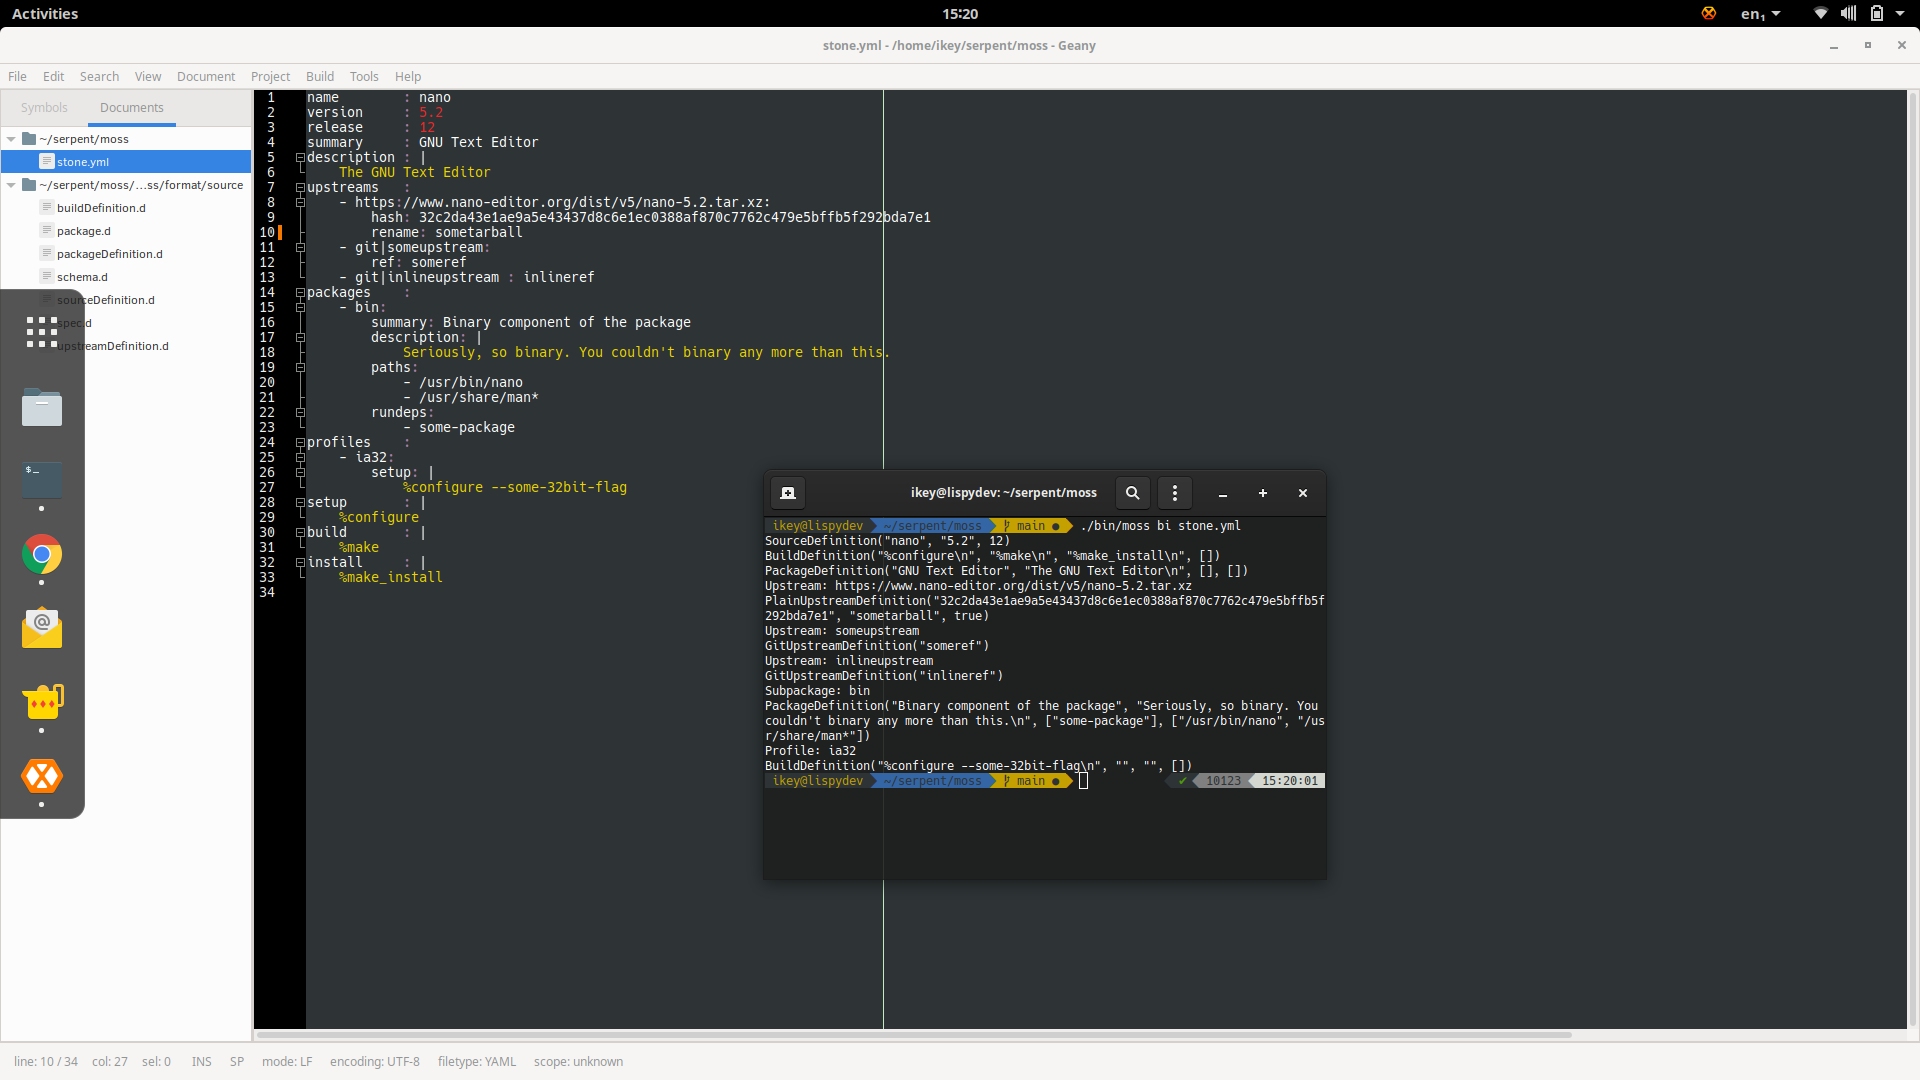 Activities
15:20
en₁
stone.yml - /home/ikey/serpent/moss - Geany
File Edit Search View Document Project Build Tools Help
Symbols Documents
~/serpent/moss
stone.yml
~/serpent/moss/...ss/format/source
buildDefinition.d
package.d
packageDefinition.d
schema.d
sourceDefinition.d
spec.d
upstreamDefinition.d
$_
@
1 name        : nano
2 version     : 5.2
3 release     : 12
4 summary     : GNU Text Editor
5 description : |
6     The GNU Text Editor
7 upstreams   :
8     - https://www.nano-editor.org/dist/v5/nano-5.2.tar.xz:
9         hash: 32c2da43e1ae9a5e43437d8c6e1ec0388af870c7762c479e5bffb5f292bda7e1
10         rename: sometarball
11     - git|someupstream:
12         ref: someref
13     - git|inlineupstream : inlineref
14 packages    :
15     - bin:
16         summary: Binary component of the package
17         description: |
18             Seriously, so binary. You couldn't binary any more than this.
19         paths:
20             - /usr/bin/nano
21             - /usr/share/man*
22         rundeps:
23             - some-package
24 profiles    :
25     - ia32:
26         setup: |
27             %configure --some-32bit-flag
28 setup       : |
29     %configure
30 build       : |
31     %make
32 install     : |
33     %make_install
34
ikey@lispydev: ~/serpent/moss
ikey@lispydev ~/serpent/moss main ● ./bin/moss bi stone.yml
SourceDefinition("nano", "5.2", 12)
BuildDefinition("%configure\n", "%make\n", "%make_install\n", [])
PackageDefinition("GNU Text Editor", "The GNU Text Editor\n", [], [])
Upstream: https://www.nano-editor.org/dist/v5/nano-5.2.tar.xz
PlainUpstreamDefinition("32c2da43e1ae9a5e43437d8c6e1ec0388af870c7762c479e5bffb5f
292bda7e1", "sometarball", true)
Upstream: someupstream
GitUpstreamDefinition("someref")
Upstream: inlineupstream
GitUpstreamDefinition("inlineref")
Subpackage: bin
PackageDefinition("Binary component of the package", "Seriously, so binary. You
couldn't binary any more than this.\n", ["some-package"], ["/usr/bin/nano", "/us
r/share/man*"])
Profile: ia32
BuildDefinition("%configure --some-32bit-flag\n", "", "", [])
ikey@lispydev ~/serpent/moss main ● ✔ 10123 15:20:01
line: 10 / 34 col: 27 sel: 0 INS SP mode: LF encoding: UTF-8 filetype: YAML scope: unknown